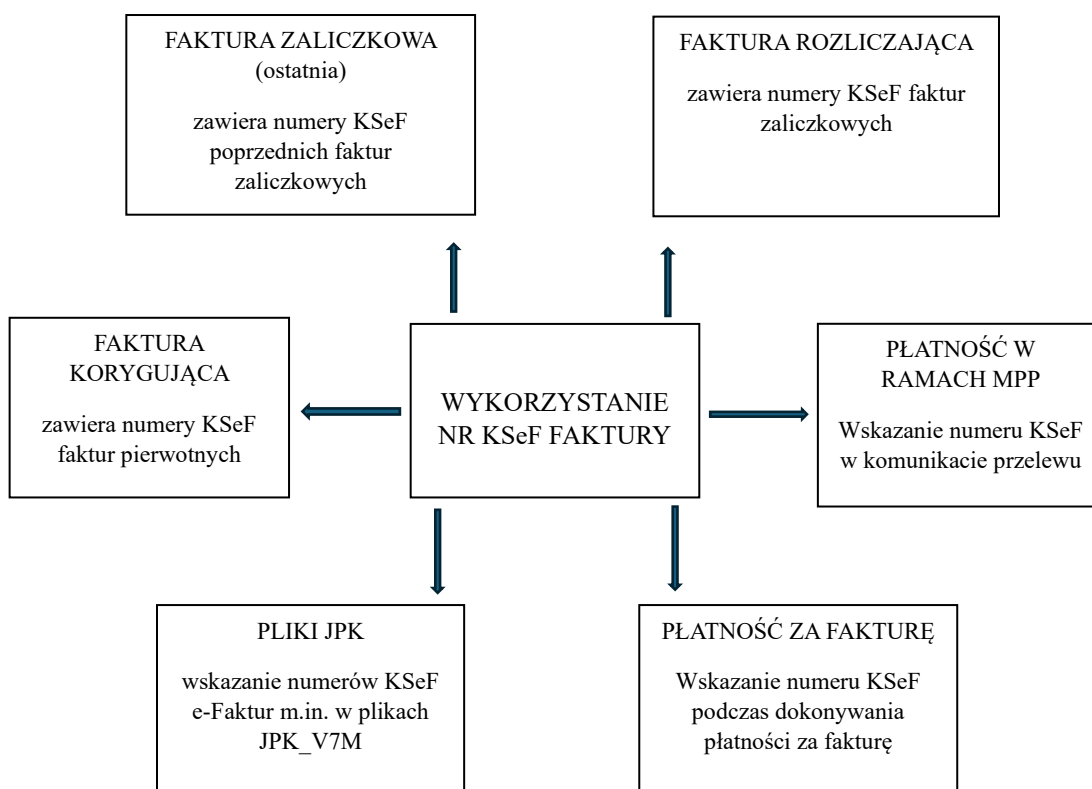 FAKTURA ZALICZKOWA
(ostatnia)
zawiera numery KSeF
poprzednich faktur
zaliczkowych
FAKTURA ROZLICZAJĄCA
zawiera numery KSeF faktur
zaliczkowych
FAKTURA
KORYGUJĄCA
zawiera numery KSeF
faktur pierwotnych
WYKORZYSTANIE
NR KSeF FAKTURY
PŁATNOŚĆ W
RAMACH MPP
Wskazanie numeru KSeF
w komunikacie przelewu
PLIKI JPK
wskazanie numerów KSeF
e-Faktur m.in. w plikach
JPK_V7M
PŁATNOŚĆ ZA FAKTURĘ
Wskazanie numeru KSeF
podczas dokonywania
płatności za fakturę